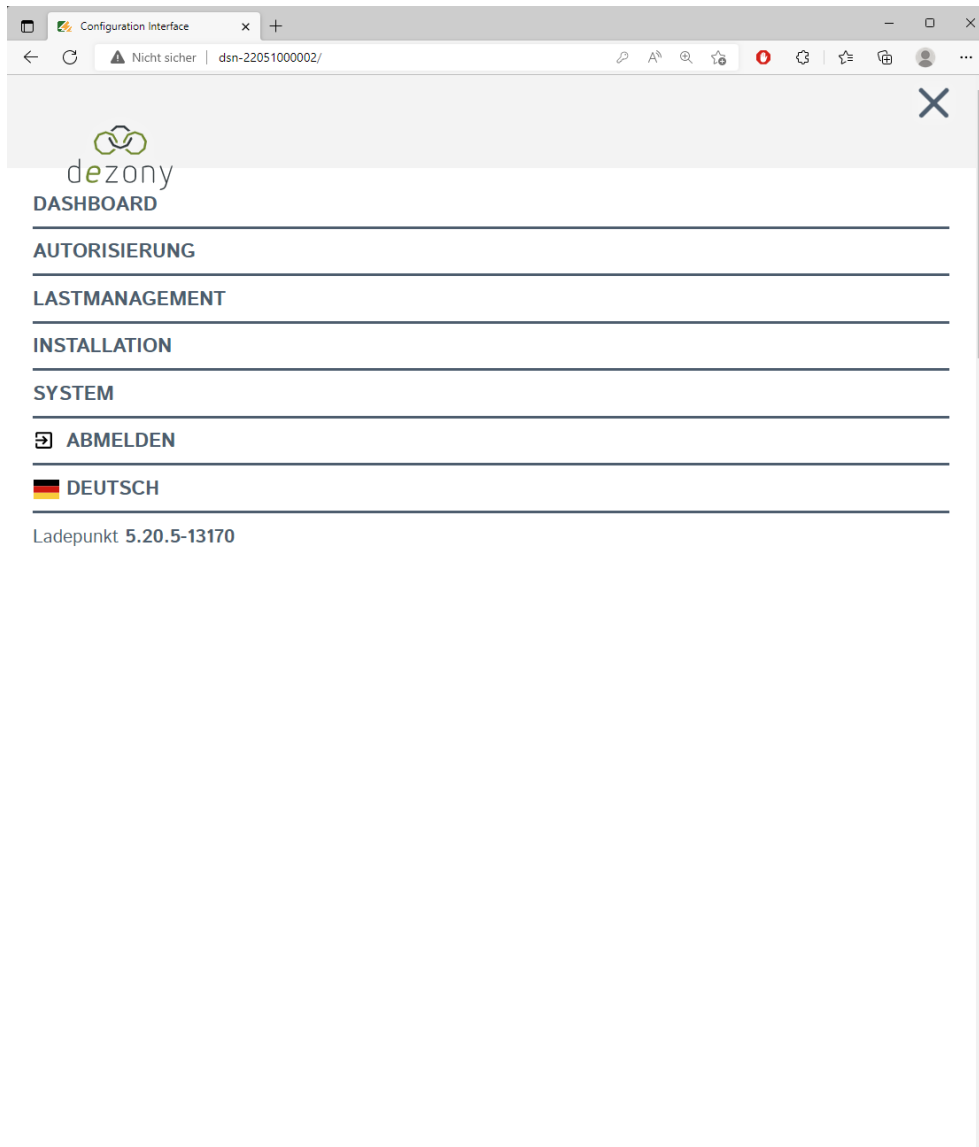 Configuration Interface
Nicht sicher dsn-22051000002/
dezony
DASHBOARD
AUTORISIERUNG
LASTMANAGEMENT
INSTALLATION
SYSTEM
ABMELDEN
DEUTSCH
Ladepunkt 5.20.5-13170